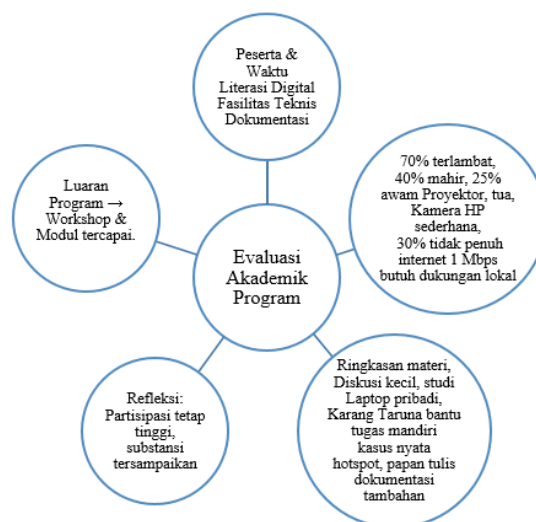 Peserta &
Waktu
Literasi Digital
Fasilitas Teknis
Dokumentasi
70% terlambat,
40% mahir, 25%
awam Proyektor, tua,
Kamera HP
sederhana,
30% tidak penuh
internet 1 Mbps
butuh dukungan lokal
Luaran
Program →
Workshop &
Modul tercapai.
Evaluasi
Akademik
Program
Refleksi:
Partisipasi tetap
tinggi,
substansi
tersampaikan
Ringkasan materi,
Diskusi kecil, studi
Laptop pribadi,
Karang Taruna bantu
tugas mandiri
kasus nyata
hotspot, papan tulis
dokumentasi
tambahan